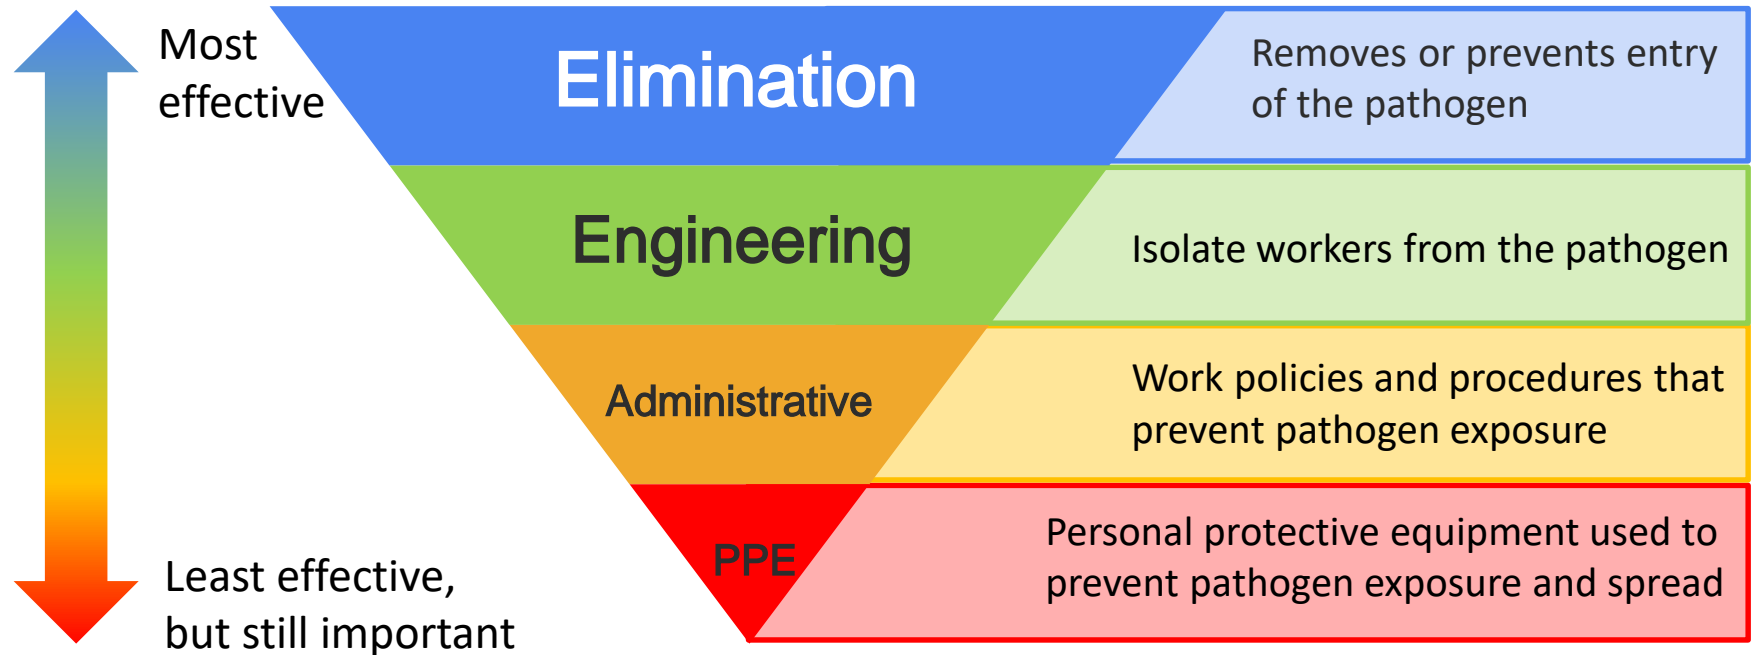 Most
effective
Elimination
Removes or prevents entry
of the pathogen
Engineering
Isolate workers from the pathogen
Administrative
Work policies and procedures that
prevent pathogen exposure
PPE
Personal protective equipment used to
prevent pathogen exposure and spread
Least effective,
but still important